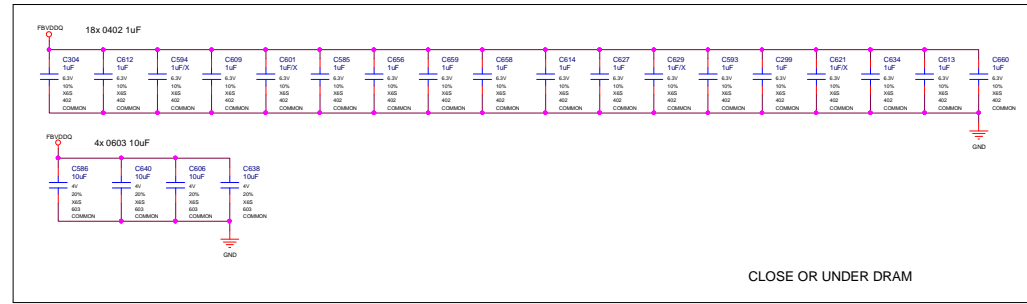 FBVDDQ 18x 0402 1uF
C304 C612 C594 C609 C601 C585 C656 C659 C658 C614 C627 C629 C593 C299 C621 C634 C613 C660
1uF 1uF 1uF/X 1uF 1uF/X 1uF 1uF 1uF 1uF 1uF 1uF 1uF/X 1uF 1uF 1uF/X 1uF 1uF 1uF
6.3V 6.3V 6.3V 6.3V 6.3V 6.3V 6.3V 6.3V 6.3V 6.3V 6.3V 6.3V 6.3V 6.3V 6.3V 6.3V 6.3V 6.3V
10% 10% 10% 10% 10% 10% 10% 10% 10% 10% 10% 10% 10% 10% 10% 10% 10% 10%
X6S X6S X6S X6S X6S X6S X6S X6S X6S X6S X6S X6S X6S X6S X6S X6S X6S X6S
402 402 402 402 402 402 402 402 402 402 402 402 402 402 402 402 402 402
COMMON COMMON COMMON COMMON COMMON COMMON COMMON COMMON COMMON COMMON COMMON COMMON COMMON COMMON COMMON COMMON COMMON COMMON
GND
FBVDDQ 4x 0603 10uF
C586 C640 C606 C638
10uF 10uF 10uF 10uF
4V 4V 4V 4V
20% 20% 20% 20%
X6S X6S X6S X6S
603 603 603 603
COMMON COMMON COMMON COMMON
GND
CLOSE OR UNDER DRAM